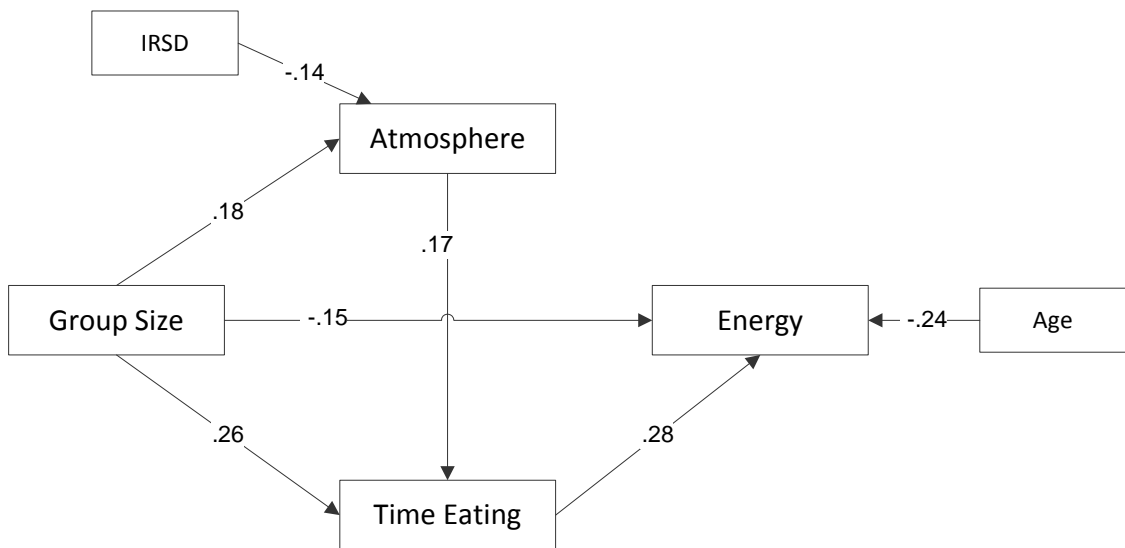 IRSD
-.14
Atmosphere
.18
.17
Group Size
-.15
Energy
-.24
Age
.26
.28
Time Eating